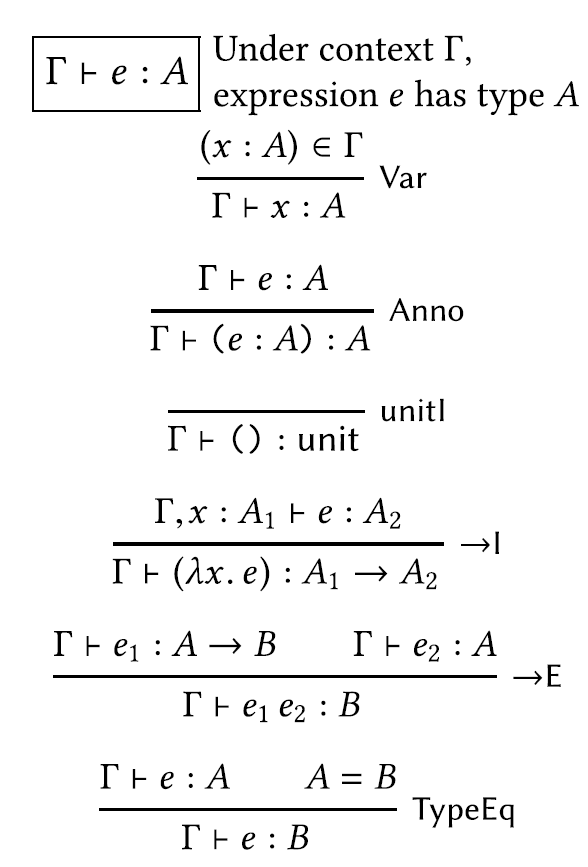 Γ ⊢ e : A Under context Γ,
expression e has type A
(x : A) ∈ Γ
Γ ⊢ x : A Var
Γ ⊢ e : A
Γ ⊢ (e : A) : A Anno
Γ ⊢ () : unit unitI
Γ, x : A₁ ⊢ e : A₂
Γ ⊢ (λx. e) : A₁ → A₂ →I
Γ ⊢ e₁ : A → B Γ ⊢ e₂ : A
Γ ⊢ e₁ e₂ : B →E
Γ ⊢ e : A A = B
Γ ⊢ e : B TypeEq